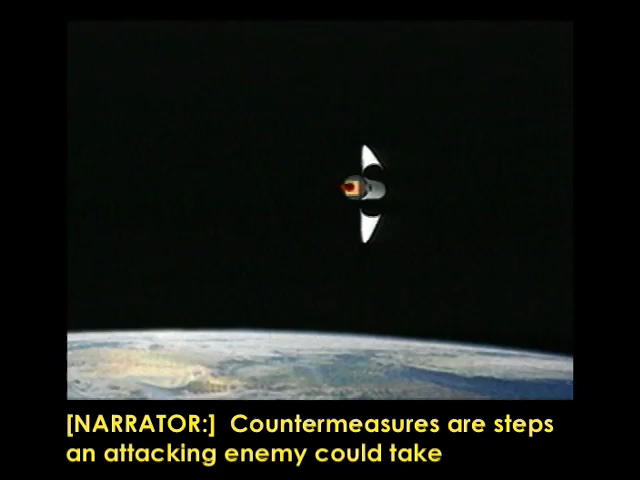 [NARRATOR:]  Countermeasures are steps
an attacking enemy could take